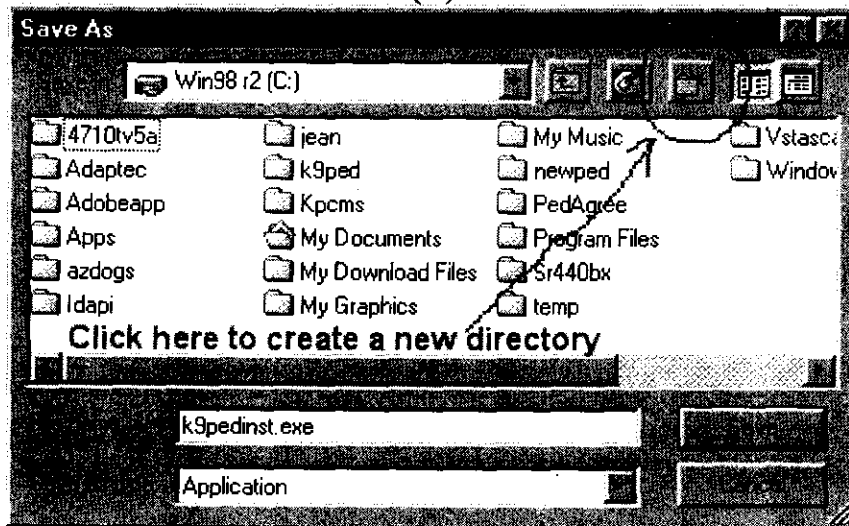 Save As
Win98 r2 (C:)
4710tv5a jean My Music Vstasca
Adaptec k9ped newped Window
Adobeapp Kpcms PedAgree
Apps My Documents Program Files
azdogs My Download Files Sr440bx
Idapi My Graphics temp
Click here to create a new directory
k9pedinst.exe
Application